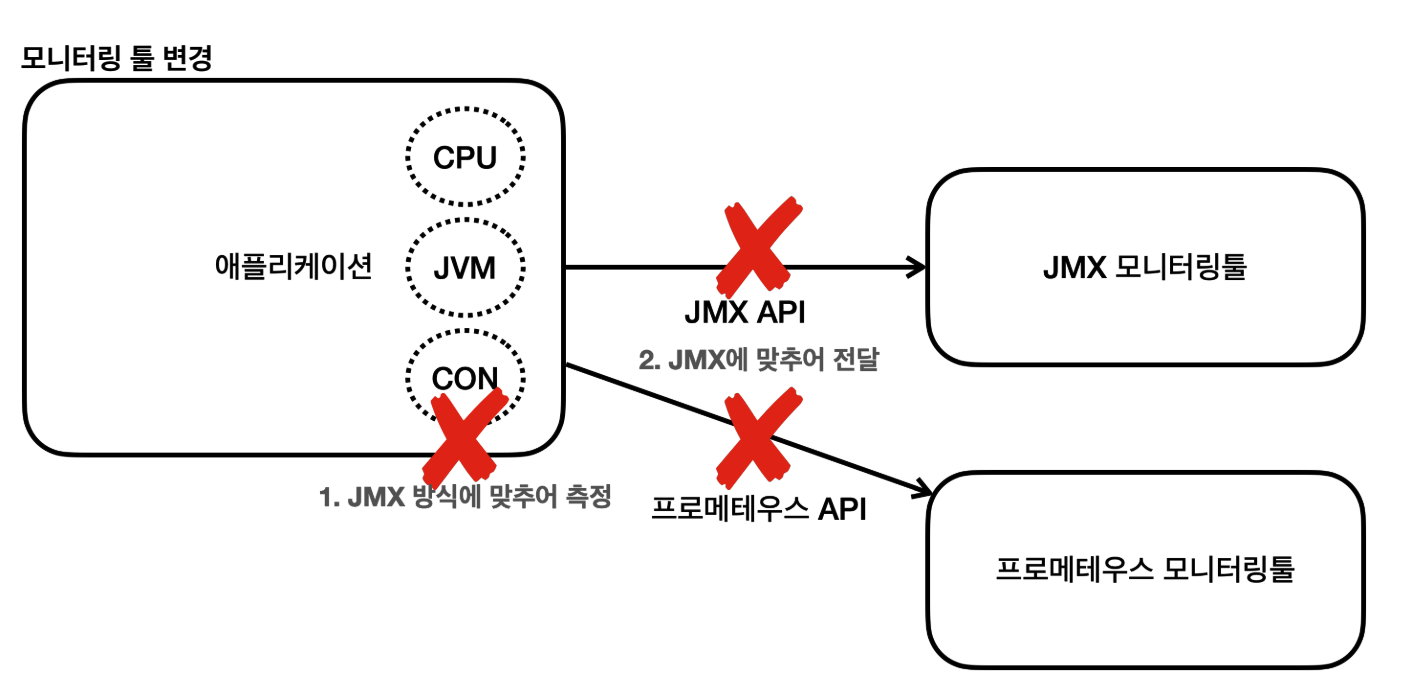 모니터링 툴 변경
CPU
애플리케이션
JVM
CON
1. JMX 방식에 맞추어 측정
JMX API
2. JMX에 맞추어 전달
프로메테우스 API
JMX 모니터링툴
프로메테우스 모니터링툴